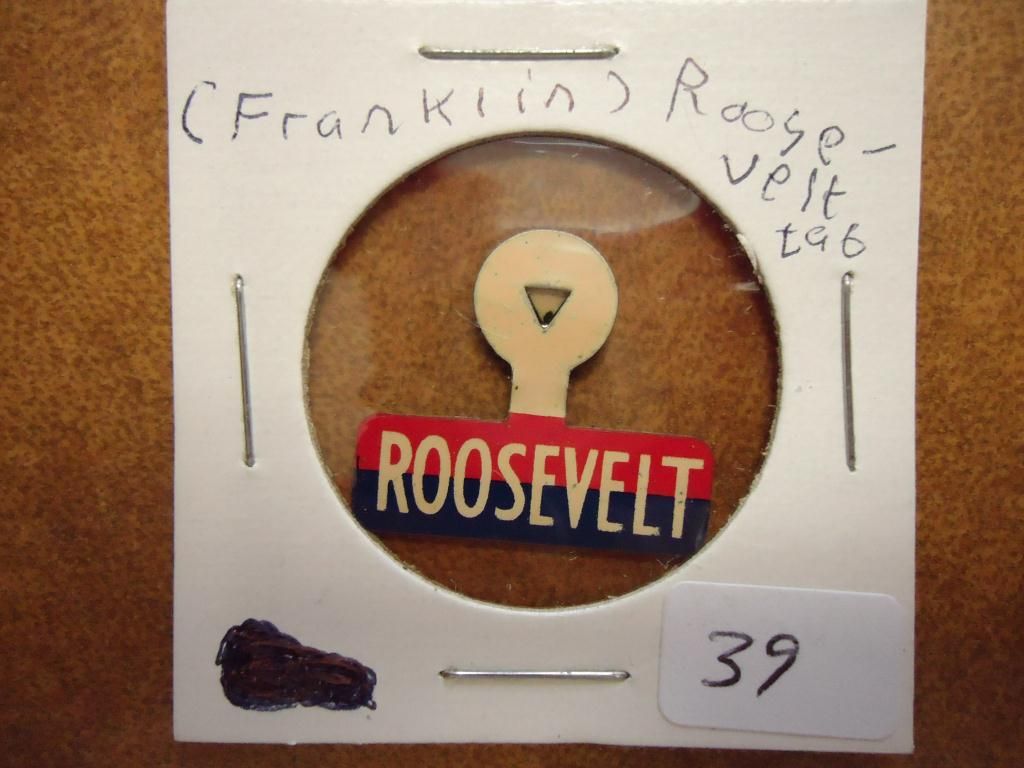 (Franklin) Roose-
velt
tab
ROOSEVELT
39